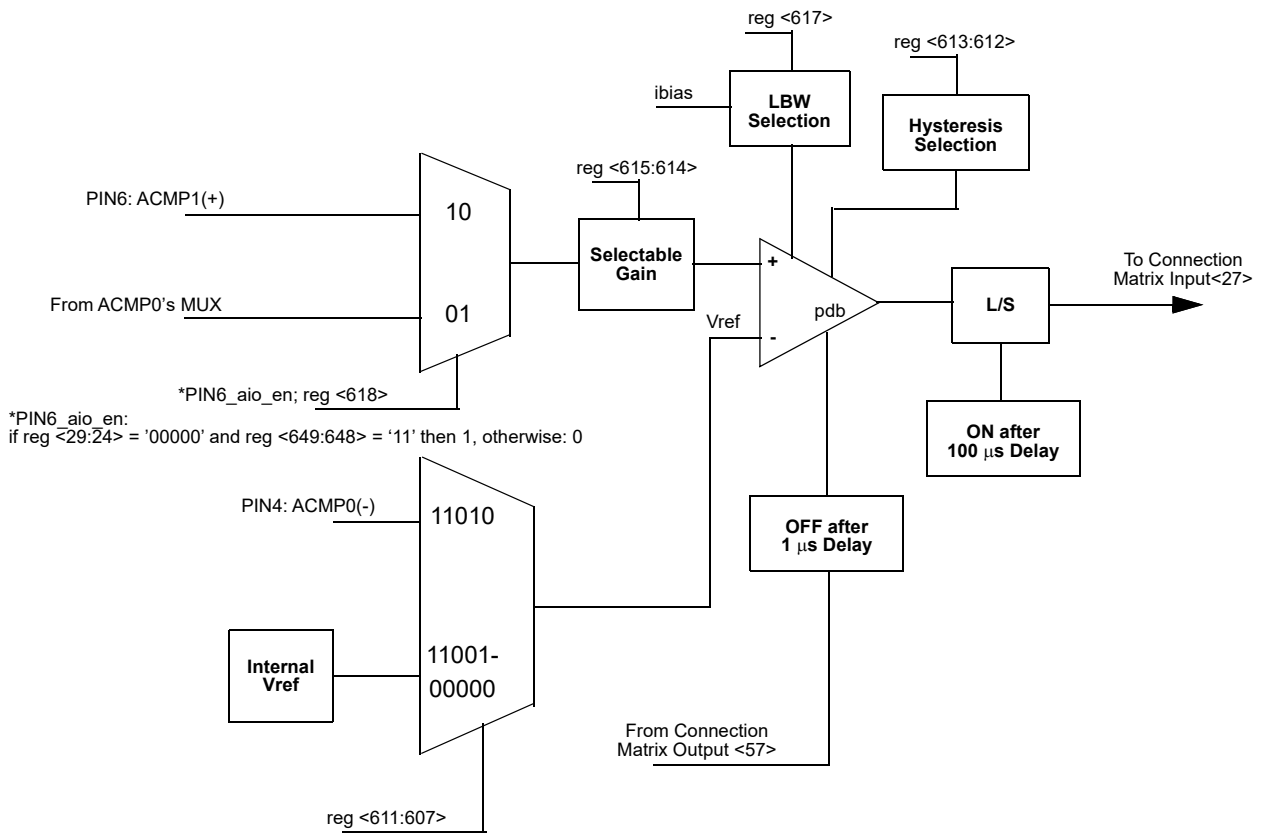 reg <617>
reg <613:612>
ibias
LBW
Selection
Hysteresis
Selection
reg <615:614>
PIN6: ACMP1(+)
10
Selectable
Gain
+
To Connection
Matrix Input<27>
From ACMP0’s MUX
01
Vref
pdb
-
L/S
*PIN6_aio_en; reg <618>
*PIN6_aio_en:
if reg <29:24> = ’00000’ and reg <649:648> = ‘11’ then 1, otherwise: 0
ON after
100 μs Delay
PIN4: ACMP0(-)
11010
OFF after
1 μs Delay
Internal
Vref
11001-
00000
From Connection
Matrix Output <57>
reg <611:607>